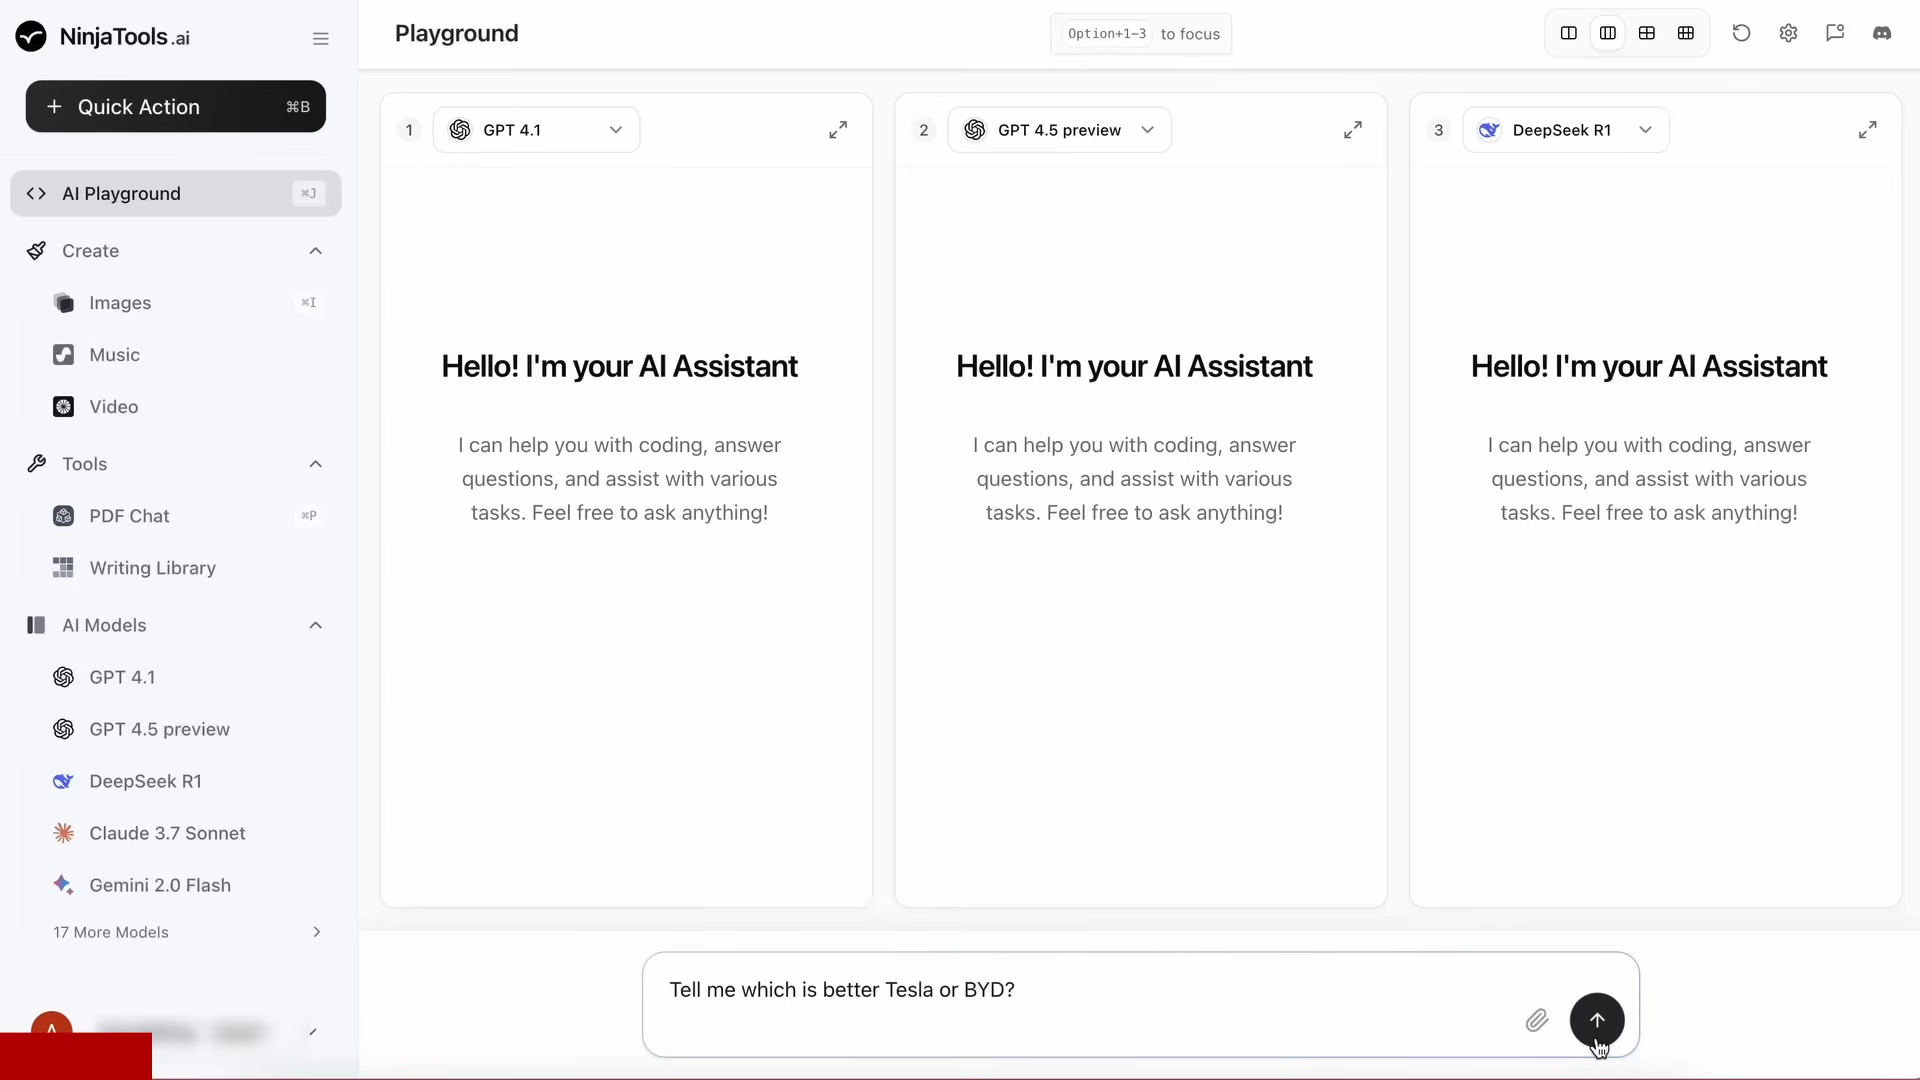 NinjaTools.ai
Quick Action ⌘B
AI Playground ⌘J
Create
Images ⌘I
Music
Video
Tools
PDF Chat ⌘P
Writing Library
AI Models
GPT 4.1
GPT 4.5 preview
DeepSeek R1
Claude 3.7 Sonnet
Gemini 2.0 Flash
17 More Models
Playground
Option+1-3 to focus
1 GPT 4.1
Hello! I'm your AI Assistant
I can help you with coding, answer
questions, and assist with various
tasks. Feel free to ask anything!
2 GPT 4.5 preview
Hello! I'm your AI Assistant
I can help you with coding, answer
questions, and assist with various
tasks. Feel free to ask anything!
3 DeepSeek R1
Hello! I'm your AI Assistant
I can help you with coding, answer
questions, and assist with various
tasks. Feel free to ask anything!
Tell me which is better Tesla or BYD?